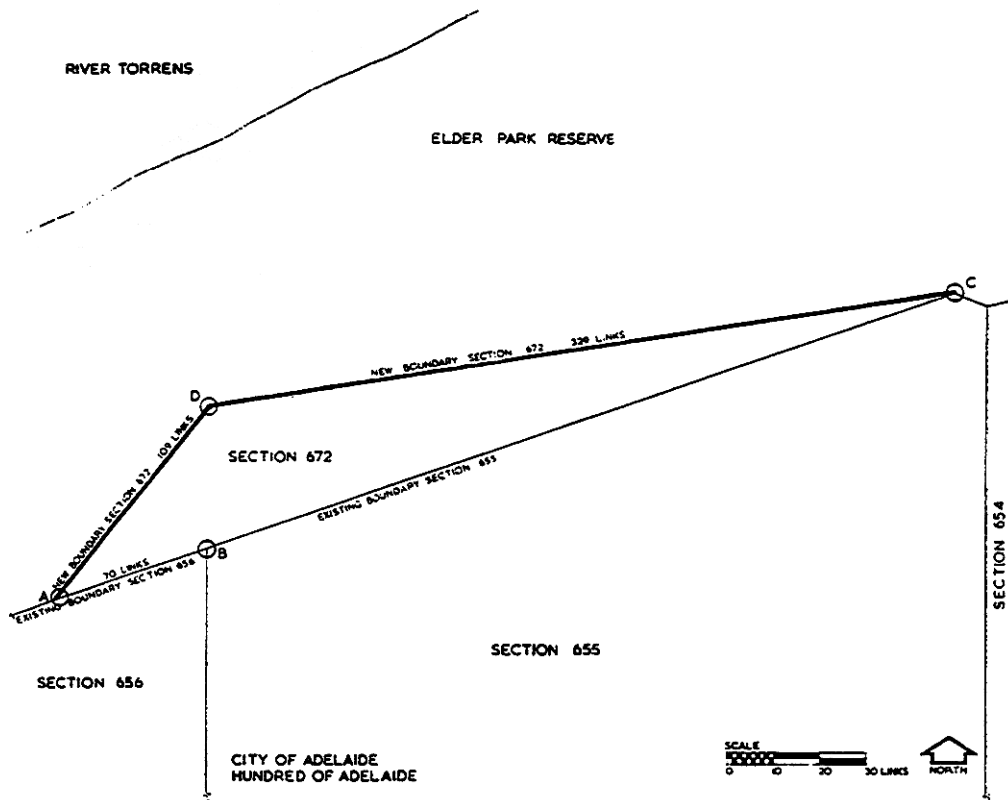 RIVER TORRENS
ELDER PARK RESERVE
C
NEW BOUNDARY SECTION 672 329 LINKS
D
NEW BOUNDARY SECTION 672 109 LINKS
SECTION 672
EXISTING BOUNDARY SECTION 655
SECTION 654
B
70 LINKS
A
EXISTING BOUNDARY SECTION 656
SECTION 655
SECTION 656
CITY OF ADELAIDE
HUNDRED OF ADELAIDE
SCALE
0 10 20 30 LINKS
NORTH